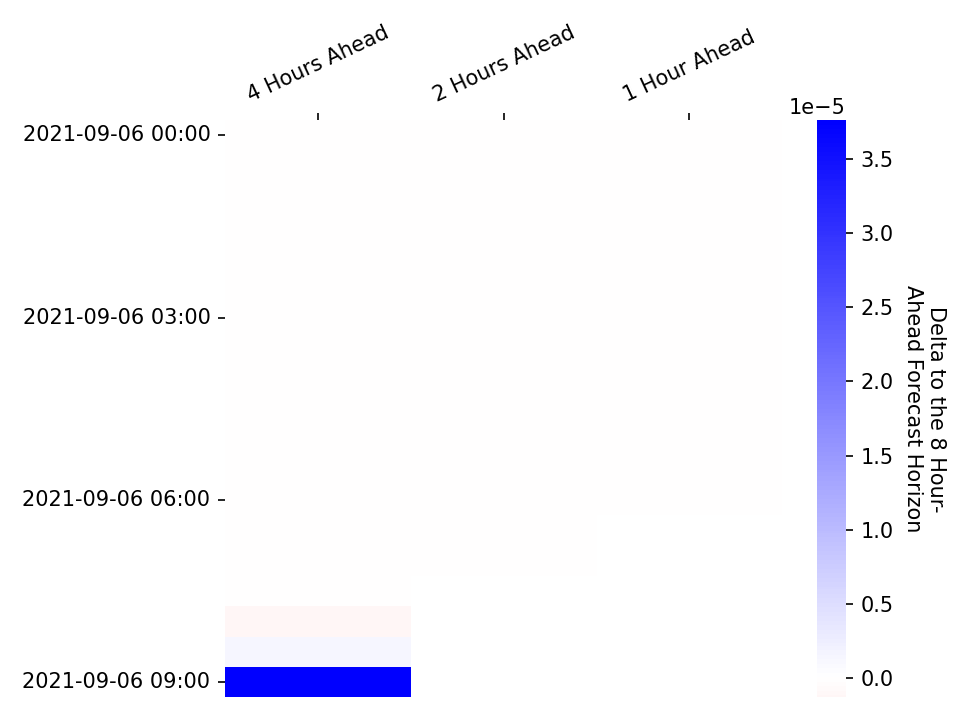 4 Hours Ahead
2 Hours Ahead
1 Hour Ahead
1e−5
2021-09-06 00:00
2021-09-06 03:00
2021-09-06 06:00
2021-09-06 09:00
3.5
3.0
2.5
2.0
1.5
1.0
0.5
0.0
Delta to the 8 Hour-
Ahead Forecast Horizon